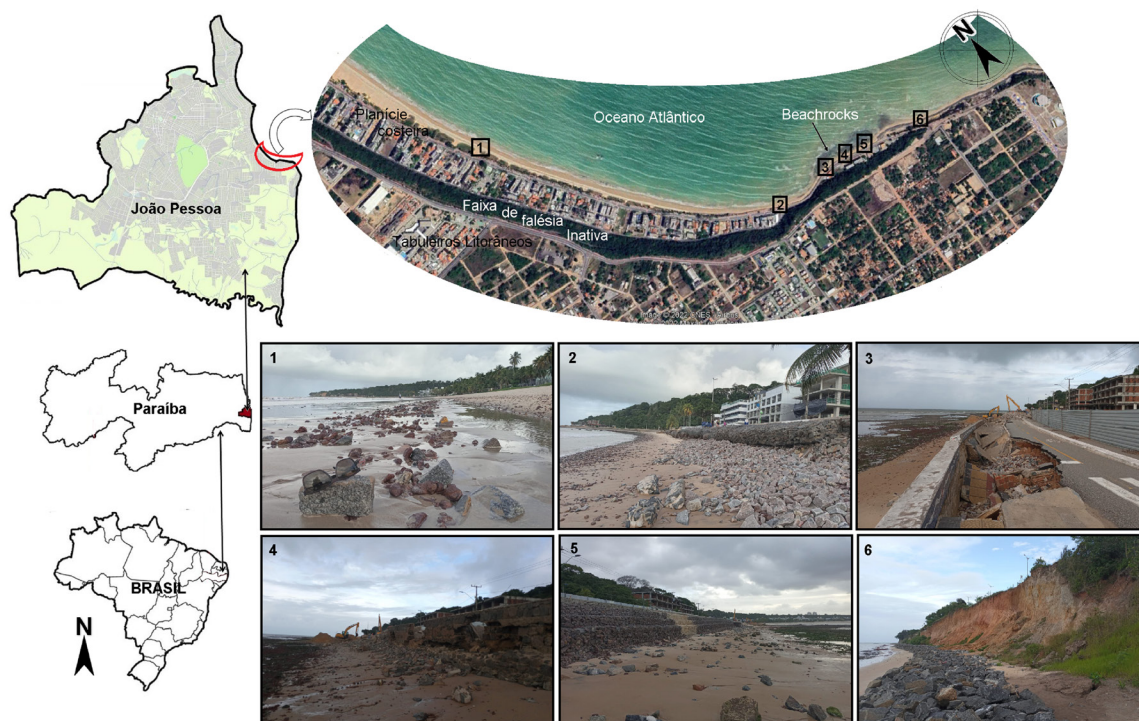 N
Planície
costeira
Oceano Atlântico
Beachrocks
1
2
3
4
5
6
Faixa
de
falésia
Inativa
Tabuleiros Litorâneos
João Pessoa
Paraíba
BRASIL
N
1
2
3
4
5
6